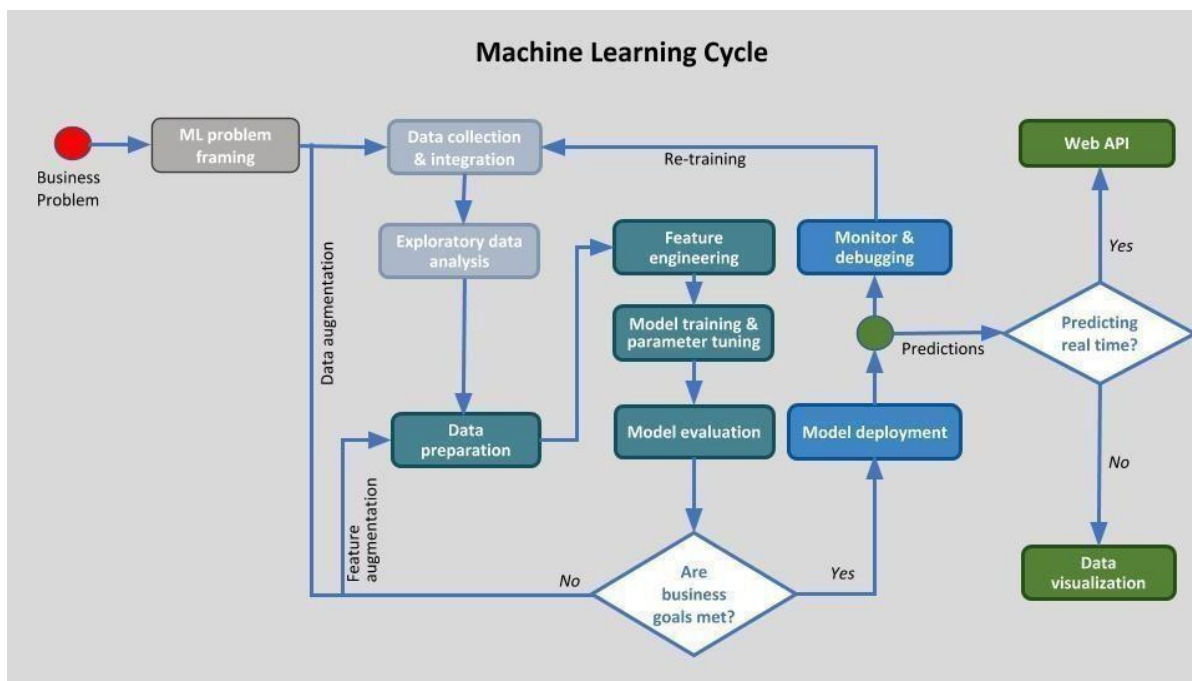 Machine Learning Cycle
Business
Problem
ML problem
framing
Data collection
& integration
Re-training
Web API
Exploratory data
analysis
Feature
engineering
Monitor &
debugging
Yes
Data augmentation
Model training &
parameter tuning
Predictions
Predicting
real time?
Data
preparation
Model evaluation
Model deployment
No
Feature
augmentation
No
Are
business
goals met?
Yes
Data
visualization